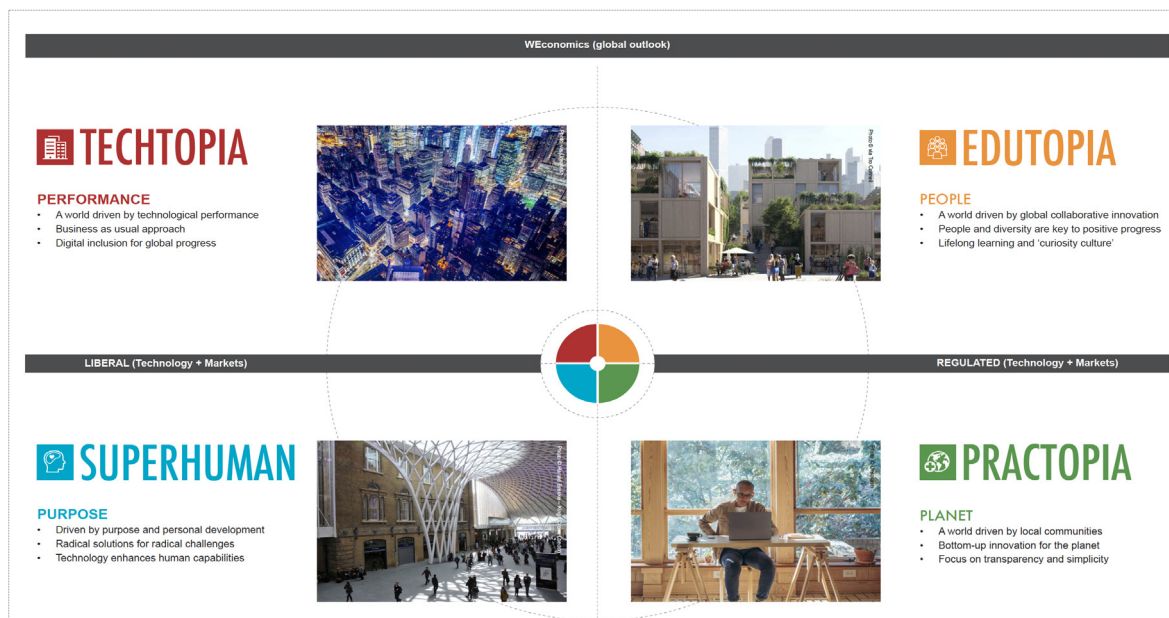 WEconomics (global outlook)
TECHTOPIA
PERFORMANCE
• A world driven by technological performance
• Business as usual approach
• Digital inclusion for global progress
EDUTOPIA
PEOPLE
• A world driven by global collaborative innovation
• People and diversity are key to positive progress
• Lifelong learning and ‘curiosity culture’
LIBERAL (Technology + Markets)
REGULATED (Technology + Markets)
SUPERHUMAN
PURPOSE
• Driven by purpose and personal development
• Radical solutions for radical challenges
• Technology enhances human capabilities
PRACTOPIA
PLANET
• A world driven by local communities
• Bottom-up innovation for the planet
• Focus on transparency and simplicity